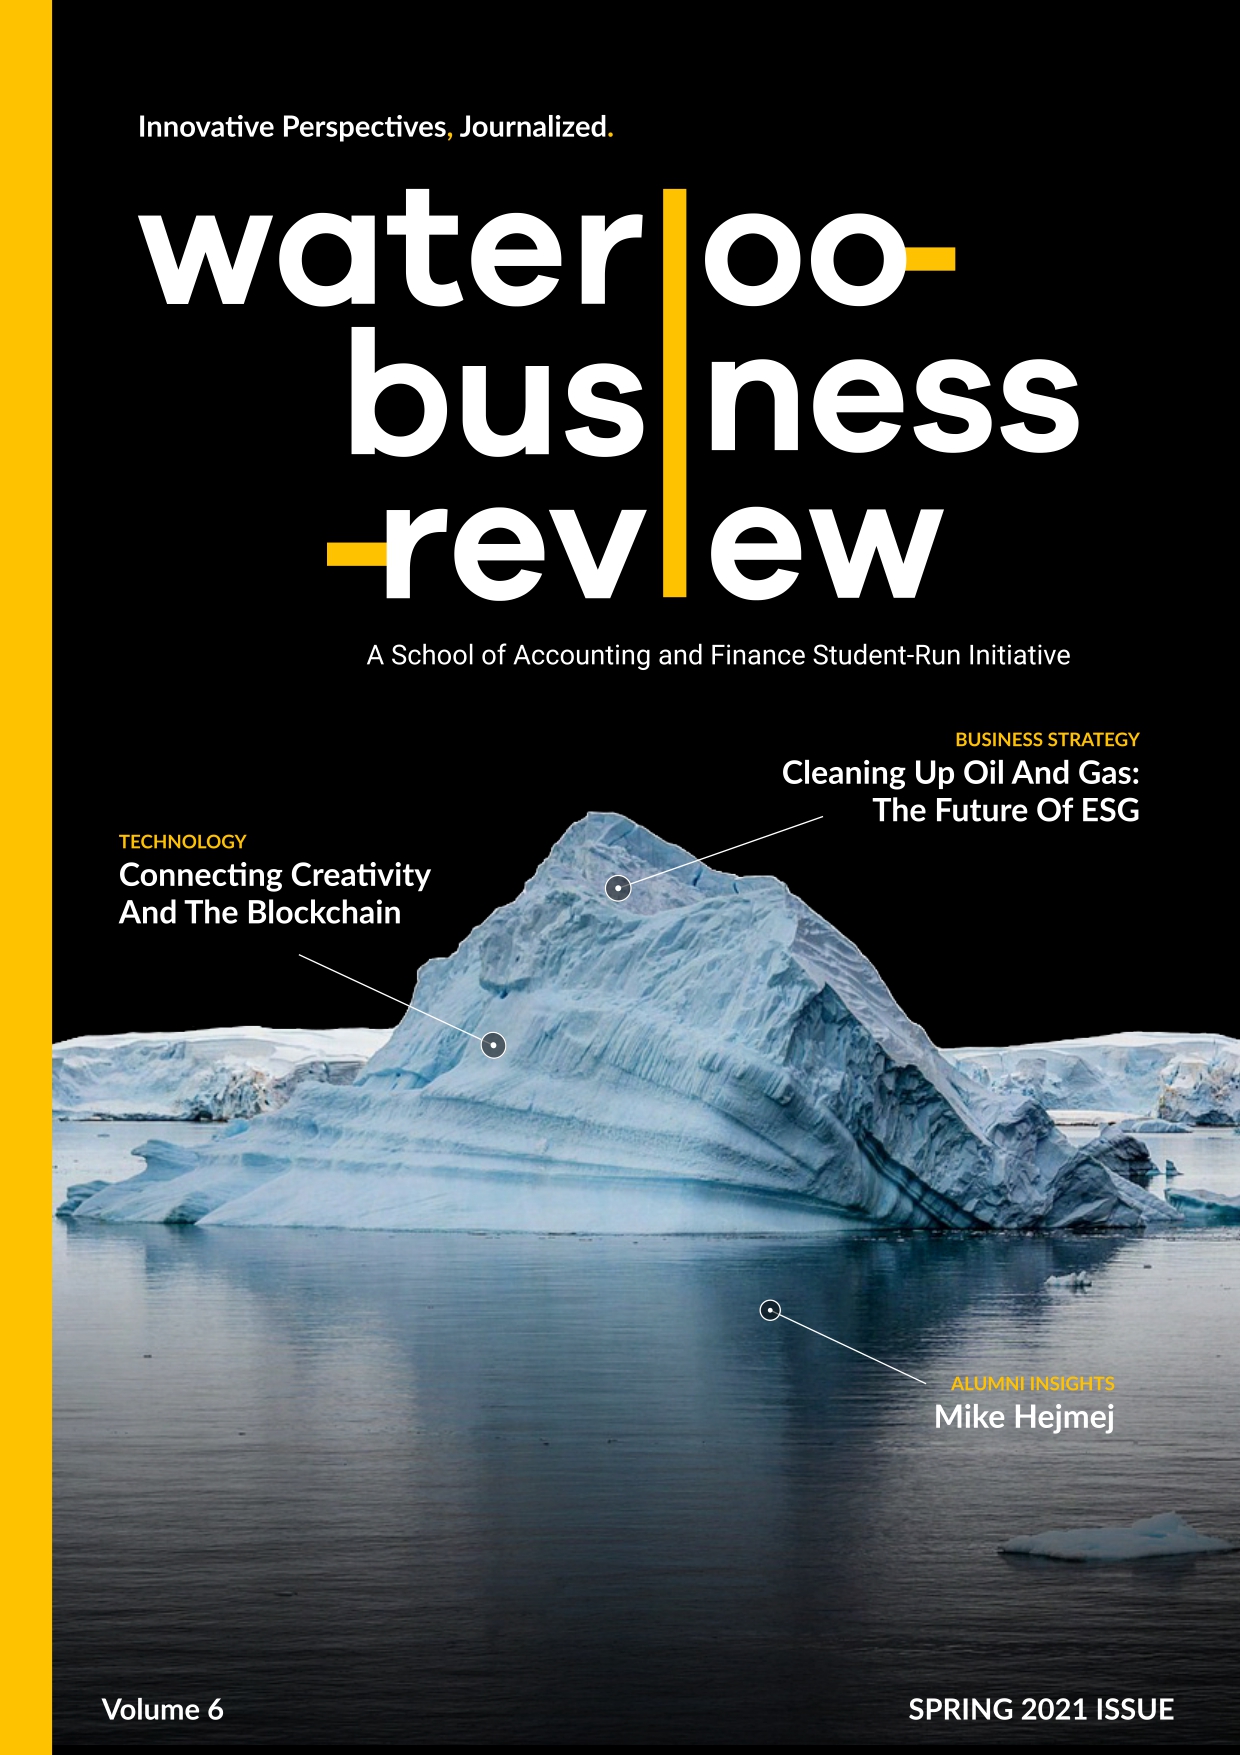 Innovative Perspectives, Journalized.
waterloo
business
review
A School of Accounting and Finance Student-Run Initiative
BUSINESS STRATEGY
Cleaning Up Oil And Gas:
The Future Of ESG
TECHNOLOGY
Connecting Creativity
And The Blockchain
ALUMNI INSIGHTS
Mike Hejmej
Volume 6
SPRING 2021 ISSUE